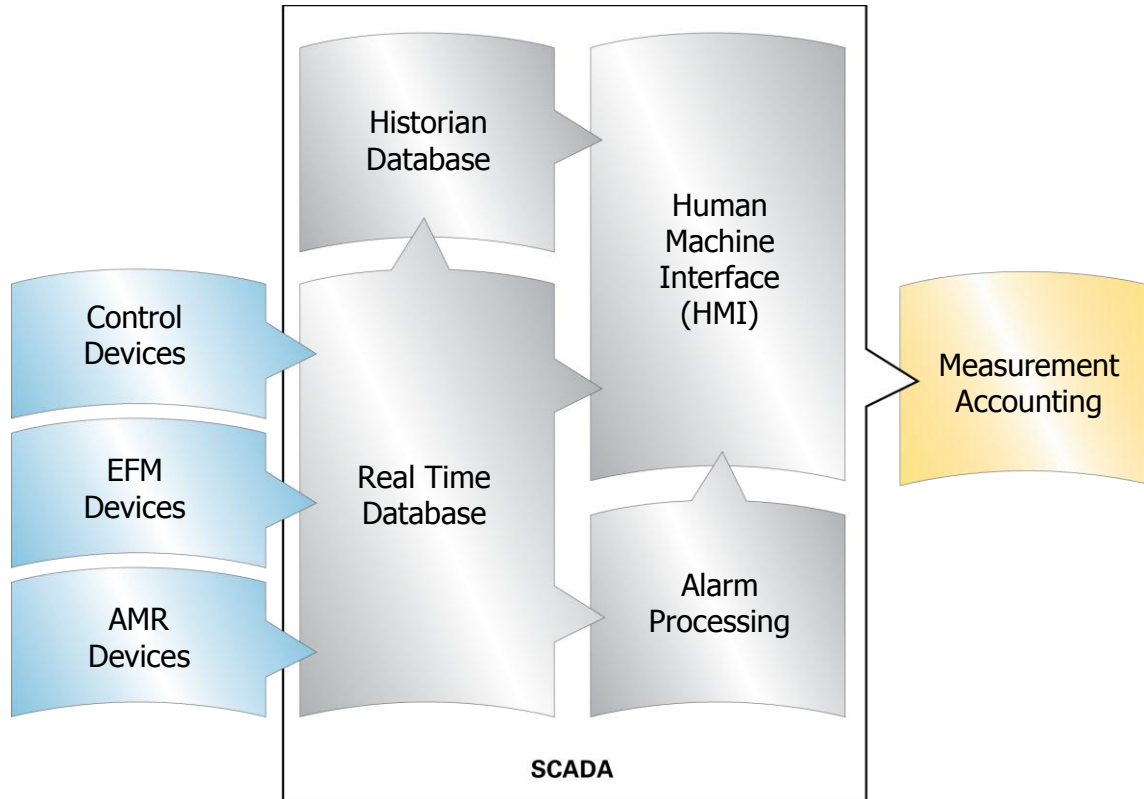 Historian
Database
Human
Machine
Interface
(HMI)
Control
Devices
EFM
Devices
AMR
Devices
Real Time
Database
Alarm
Processing
Measurement
Accounting
SCADA